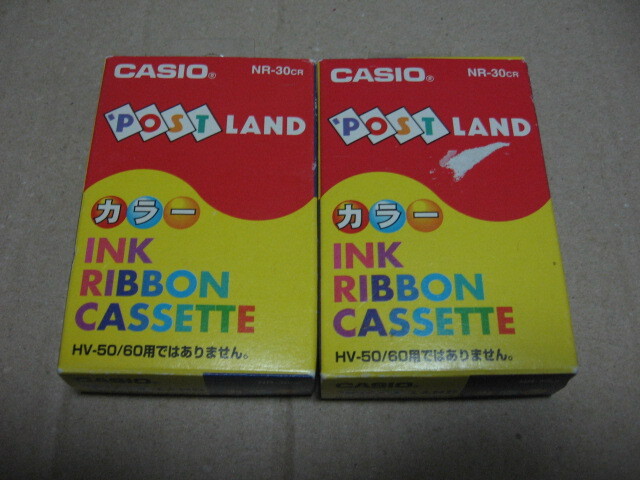 CASIO® NR-30CR
'POST LAND
カラー
INK
RIBBON
CASSETTE
HV-50/60用ではありません。
CASIO
CASIO® NR-30CR
'POST LAND
カラー
INK
RIBBON
CASSETTE
HV-50/60用ではありません。
CASIO